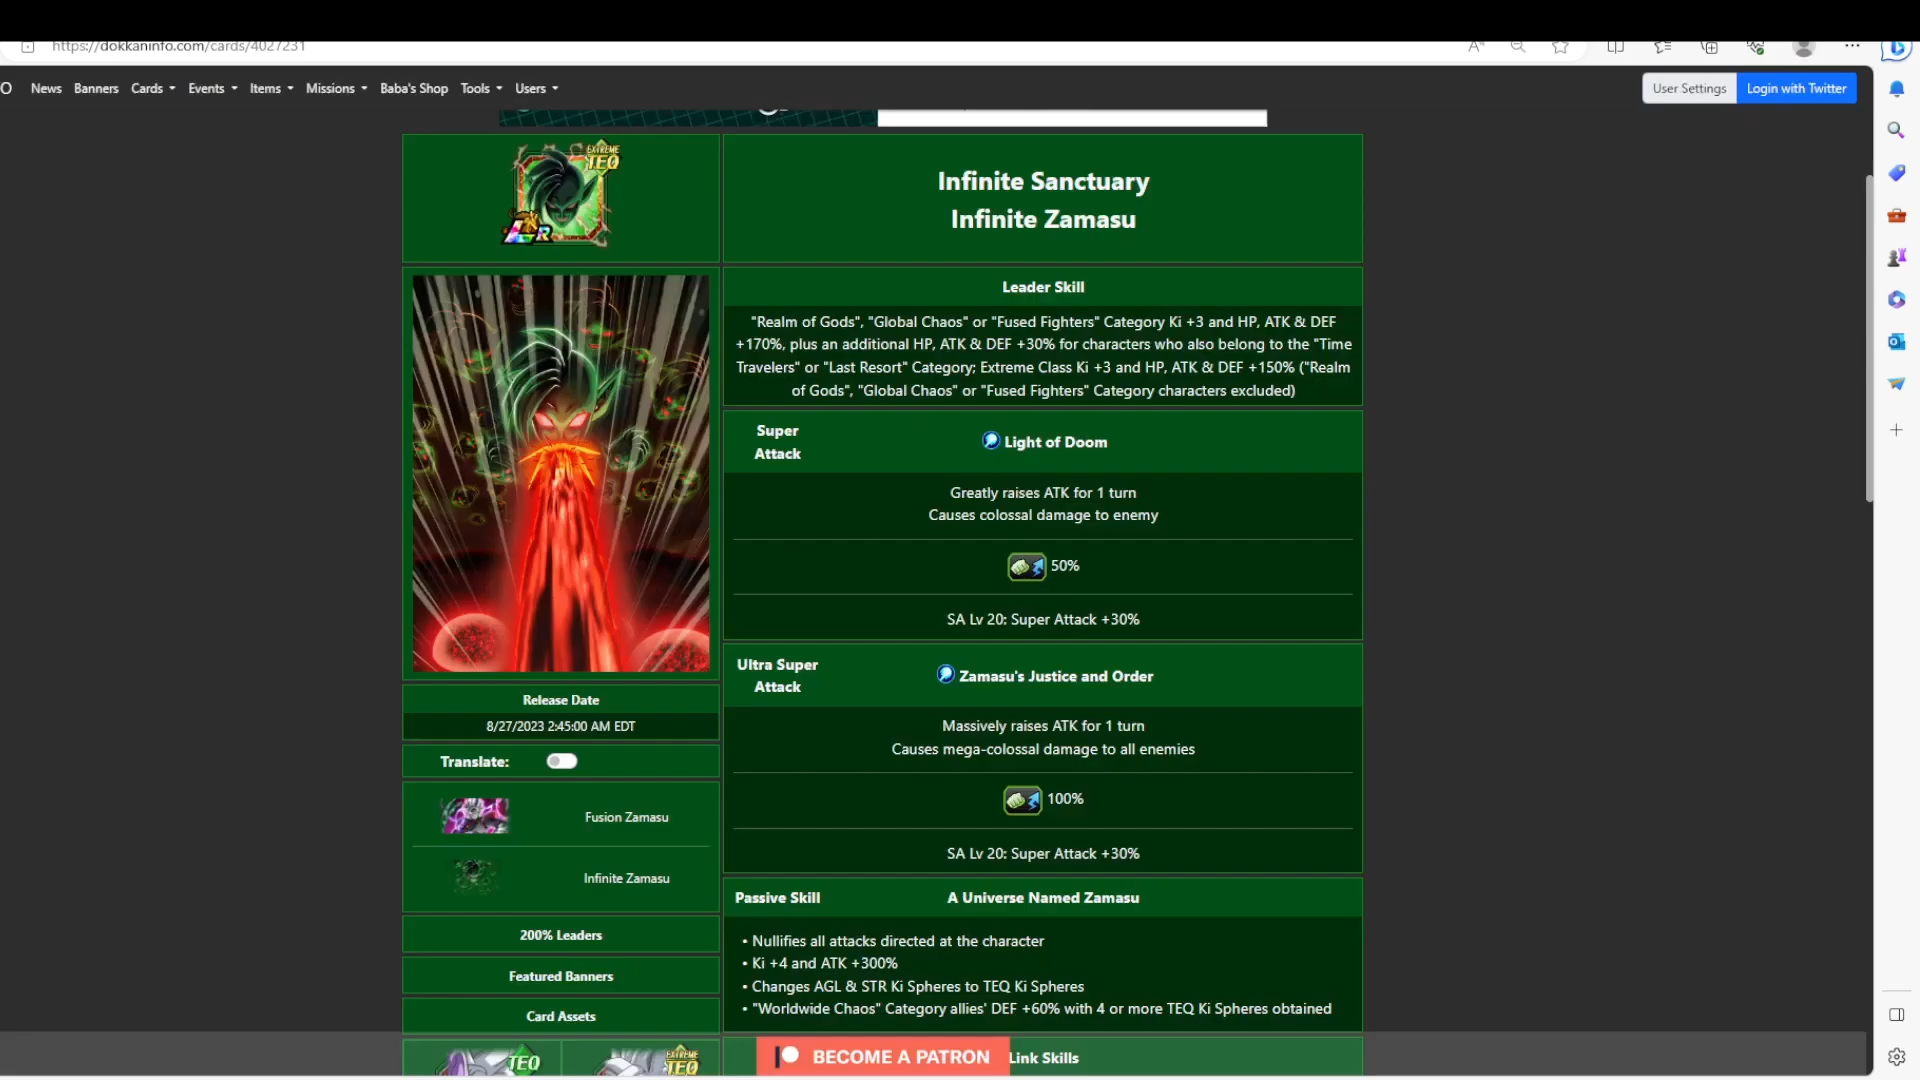 https://dokkaninfo.com/cards/4027231
O News Banners Cards Events Items Missions Baba's Shop Tools Users User Settings Login with Twitter
EXTREME
TEQ
LR
Infinite Sanctuary
Infinite Zamasu
Leader Skill
"Realm of Gods", "Global Chaos" or "Fused Fighters" Category Ki +3 and HP, ATK & DEF
+170%, plus an additional HP, ATK & DEF +30% for characters who also belong to the "Time
Travelers" or "Last Resort" Category; Extreme Class Ki +3 and HP, ATK & DEF +150% ("Realm
of Gods", "Global Chaos" or "Fused Fighters" Category characters excluded)
Super
Attack
Light of Doom
Greatly raises ATK for 1 turn
Causes colossal damage to enemy
50%
SA Lv 20: Super Attack +30%
Ultra Super
Attack
Zamasu's Justice and Order
Massively raises ATK for 1 turn
Causes mega-colossal damage to all enemies
100%
SA Lv 20: Super Attack +30%
Passive Skill A Universe Named Zamasu
• Nullifies all attacks directed at the character
• Ki +4 and ATK +300%
• Changes AGL & STR Ki Spheres to TEQ Ki Spheres
• "Worldwide Chaos" Category allies' DEF +60% with 4 or more TEQ Ki Spheres obtained
Link Skills
Release Date
8/27/2023 2:45:00 AM EDT
Translate:
Fusion Zamasu
Infinite Zamasu
200% Leaders
Featured Banners
Card Assets
TEQ
EXTREME
TEQ
BECOME A PATRON